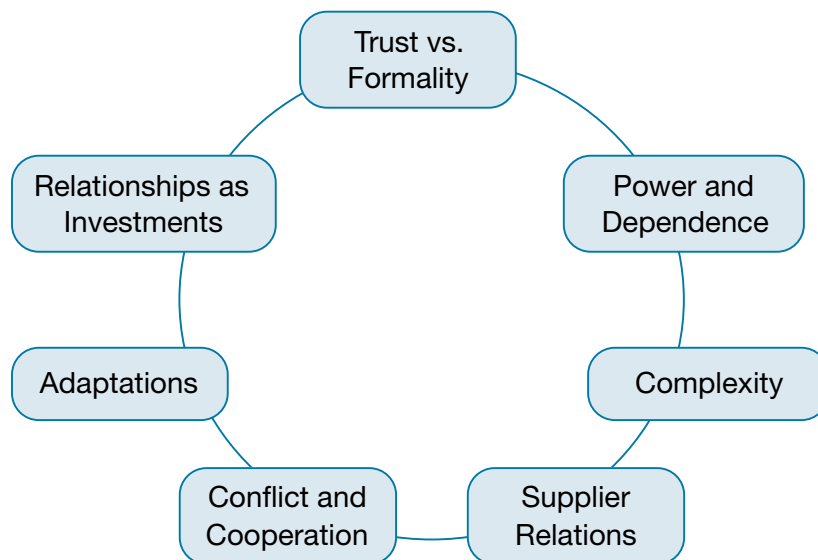 Trust vs.
Formality
Relationships as
Investments
Power and
Dependence
Adaptations
Complexity
Conflict and
Cooperation
Supplier
Relations